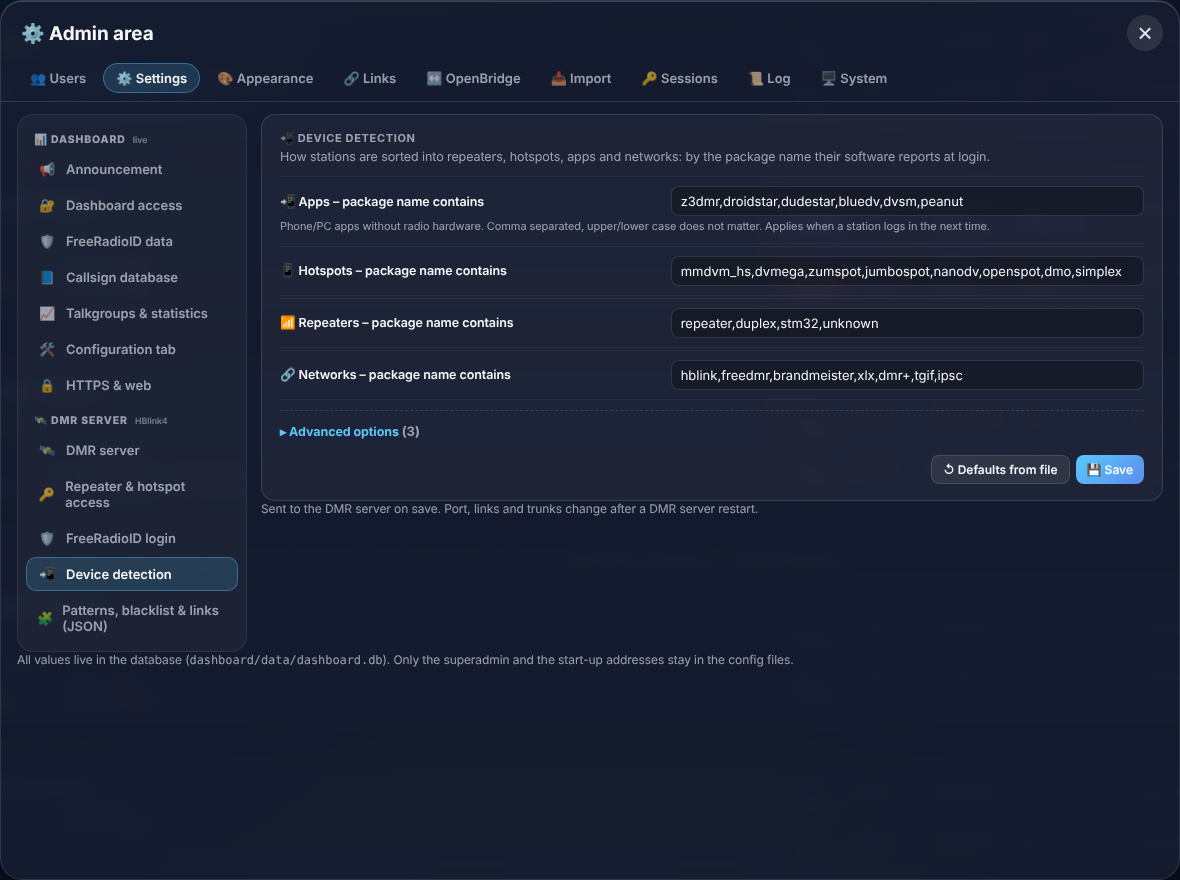 Admin area
Users
Settings
Appearance
Links
OpenBridge
Import
Sessions
Log
System
DASHBOARD live
Announcement
Dashboard access
FreeRadioID data
Callsign database
Talkgroups & statistics
Configuration tab
HTTPS & web
DMR SERVER HBlink4
DMR server
Repeater & hotspot
access
FreeRadioID login
Device detection
Patterns, blacklist & links
(JSON)
DEVICE DETECTION
How stations are sorted into repeaters, hotspots, apps and networks: by the package name their software reports at login.
Apps – package name contains
z3dmr,droidstar,dudestar,bluedv,dvsm,peanut
Phone/PC apps without radio hardware. Comma separated, upper/lower case does not matter. Applies when a station logs in the next time.
Hotspots – package name contains
mmdvm_hs,dvmega,zumspot,jumbospot,nanodv,openspot,dmo,simplex
Repeaters – package name contains
repeater,duplex,stm32,unknown
Networks – package name contains
hblink,freedmr,brandmeister,xlx,dmr+,tgif,ipsc
▸ Advanced options (3)
↺ Defaults from file
Save
Sent to the DMR server on save. Port, links and trunks change after a DMR server restart.
All values live in the database (dashboard/data/dashboard.db). Only the superadmin and the start-up addresses stay in the config files.